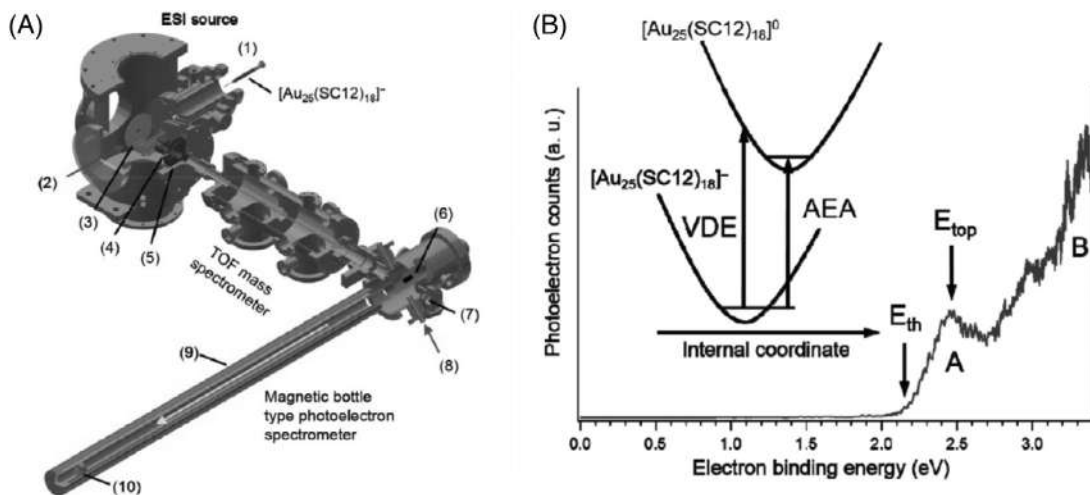 (A)
ESI source
(1)
[Au25(SC12)18]−
(2)
(3)
(4)
(5)
TOF mass
spectrometer
(6)
(7)
(8)
(9)
Magnetic bottle
type photoelectron
spectrometer
(10)
(B)
[Au25(SC12)18]0
[Au25(SC12)18]−
VDE
AEA
Internal coordinate
Eth
Etop
A
B
Photoelectron counts (a. u.)
0.0 0.5 1.0 1.5 2.0 2.5 3.0
Electron binding energy (eV)